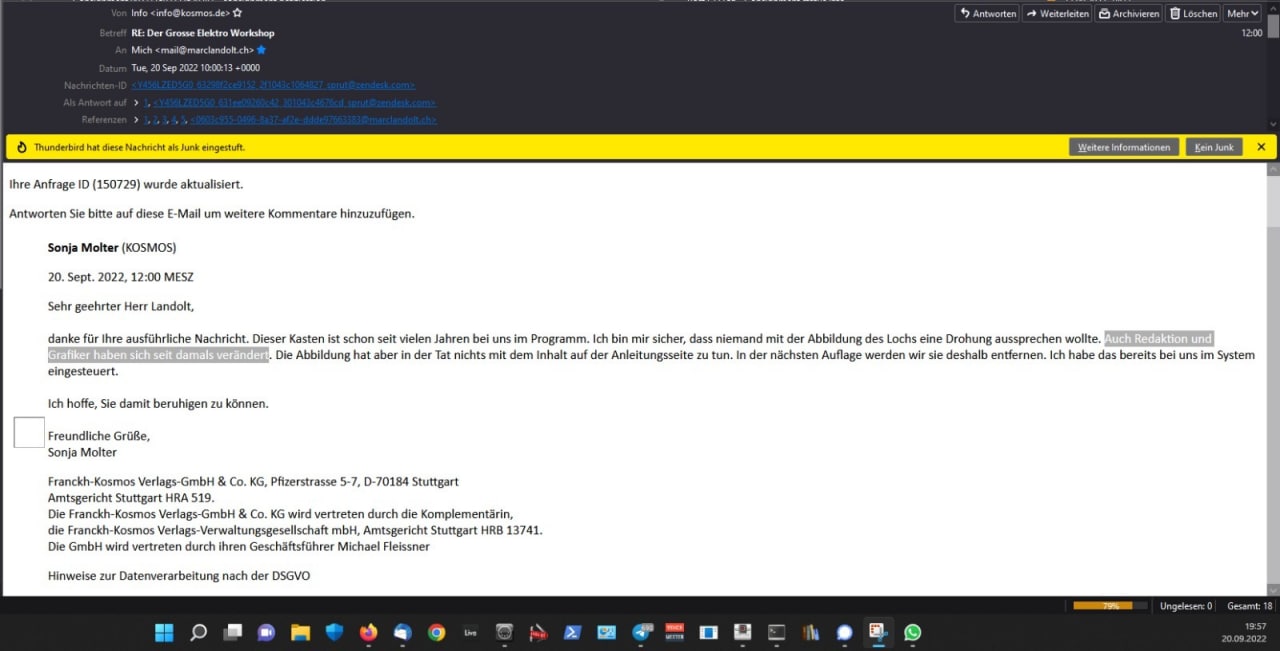 Von Info <info@kosmos.de>
Antworten Weiterleiten Archivieren Löschen Mehr
Betreff RE: Der Grosse Elektro Workshop
12:00
An Mich <mail@marclandolt.ch>
Datum Tue, 20 Sep 2022 10:00:13 +0000
Nachrichten-ID <Y456LZED5G0_63298f2ce9152_2f1043c1064827_sprut@zendesk.com>
Als Antwort auf > 1, <Y456LZED5G0_631ee09260c42_301043c4676cd_sprut@zendesk.com>
Referenzen > 1, 2, 3, 4, 5, <0603c955-0496-8a37-af2e-ddde97663383@marclandolt.ch>
Thunderbird hat diese Nachricht als Junk eingestuft.
Weitere Informationen Kein Junk
Ihre Anfrage ID (150729) wurde aktualisiert.
Antworten Sie bitte auf diese E-Mail um weitere Kommentare hinzuzufügen.
Sonja Molter (KOSMOS)
20. Sept. 2022, 12:00 MESZ
Sehr geehrter Herr Landolt,
danke für Ihre ausführliche Nachricht. Dieser Kasten ist schon seit vielen Jahren bei uns im Programm. Ich bin mir sicher, dass niemand mit der Abbildung des Lochs eine Drohung aussprechen wollte. Auch Redaktion und
Grafiker haben sich seit damals verändert. Die Abbildung hat aber in der Tat nichts mit dem Inhalt auf der Anleitungsseite zu tun. In der nächsten Auflage werden wir sie deshalb entfernen. Ich habe das bereits bei uns im System
eingesteuert.
Ich hoffe, Sie damit beruhigen zu können.
Freundliche Grüße,
Sonja Molter
Franckh-Kosmos Verlags-GmbH & Co. KG, Pfizerstrasse 5-7, D-70184 Stuttgart
Amtsgericht Stuttgart HRA 519.
Die Franckh-Kosmos Verlags-GmbH & Co. KG wird vertreten durch die Komplementärin,
die Franckh-Kosmos Verlags-Verwaltungsgesellschaft mbH, Amtsgericht Stuttgart HRB 13741.
Die GmbH wird vertreten durch ihren Geschäftsführer Michael Fleissner
Hinweise zur Datenverarbeitung nach der DSGVO
79% Ungelesen: 0 Gesamt: 18
Live
19:57
20.09.2022